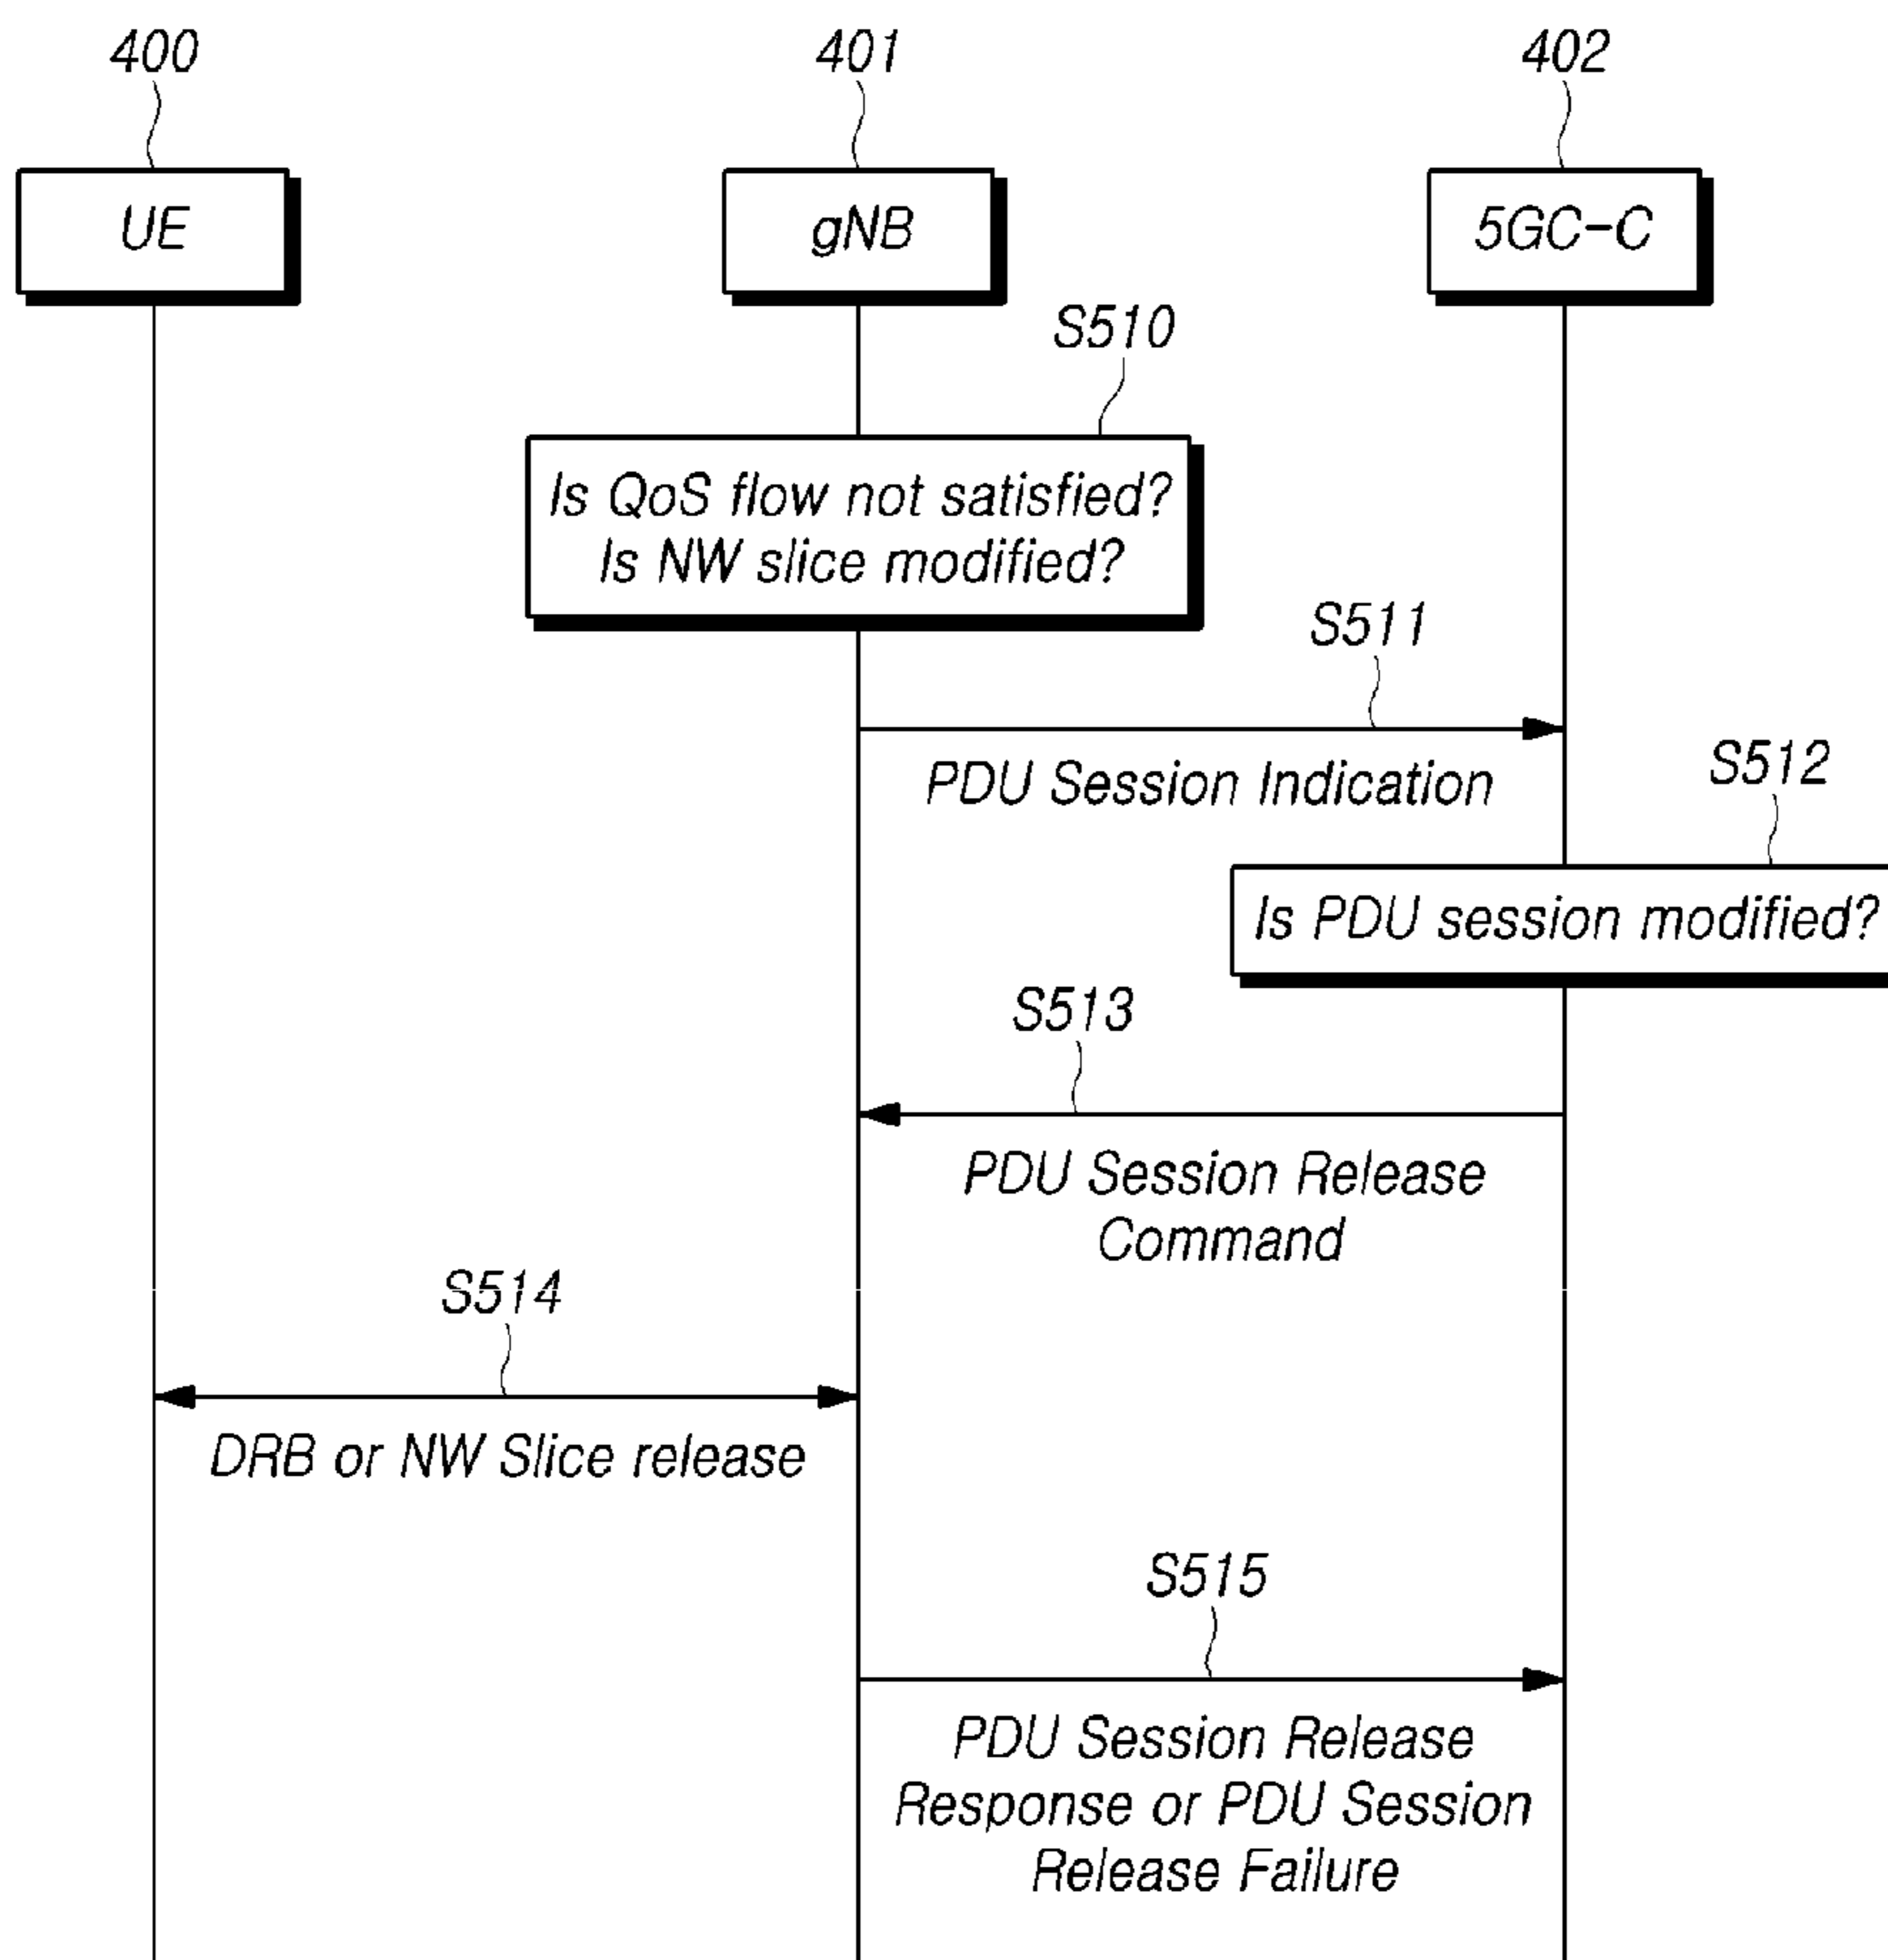 400
401
402
UE
gNB
5GC-C
S510
Is QoS flow not satisfied?
Is NW slice modified?
S511
PDU Session Indication
S512
Is PDU session modified?
S513
PDU Session Release
Command
S514
DRB or NW Slice release
S515
PDU Session Release
Response or PDU Session
Release Failure